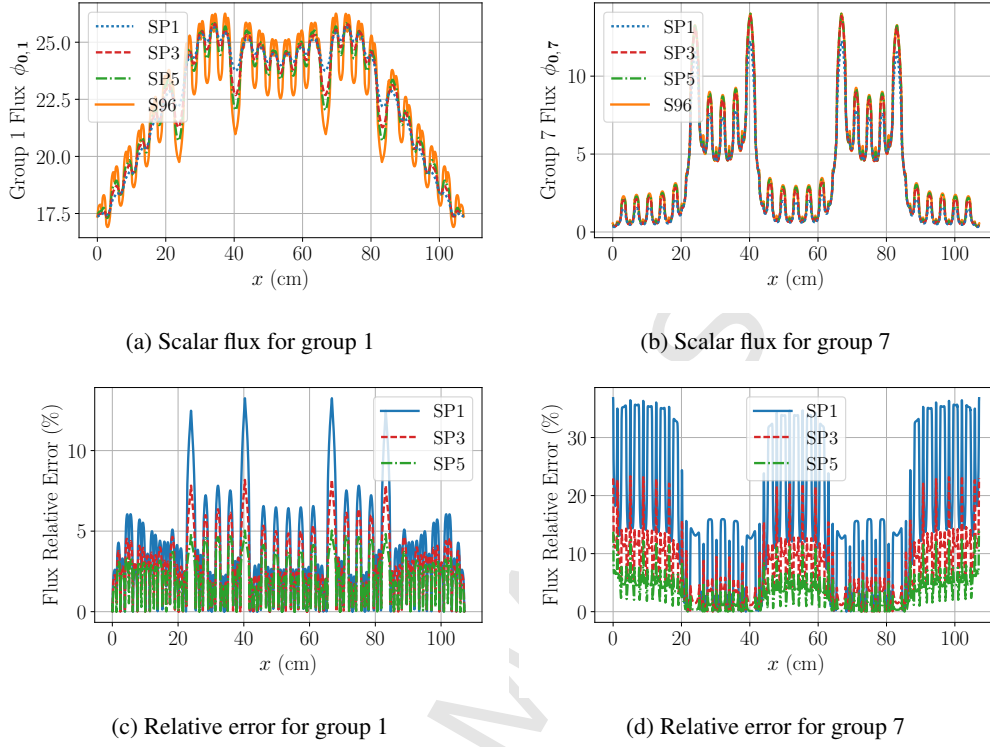 SP1
SP3
SP5
S96
25.0
22.5
20.0
17.5
Group 1 Flux ϕ0,1
0 20 40 60 80 100
x (cm)
(a) Scalar flux for group 1
SP1
SP3
SP5
S96
10
5
0
Group 7 Flux ϕ0,7
0 20 40 60 80 100
x (cm)
(b) Scalar flux for group 7
SP1
SP3
SP5
10
5
0
Flux Relative Error (%)
0 20 40 60 80 100
x (cm)
(c) Relative error for group 1
SP1
SP3
SP5
30
20
10
0
Flux Relative Error (%)
0 20 40 60 80 100
x (cm)
(d) Relative error for group 7